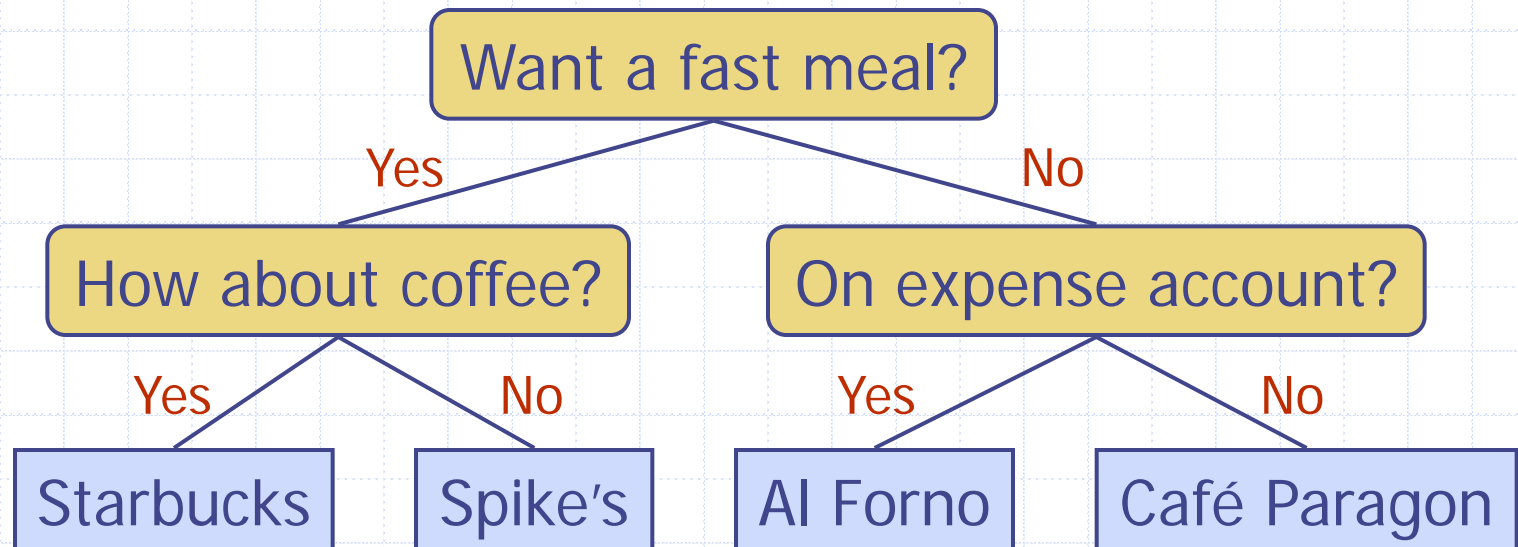 Want a fast meal?
Yes
No
How about coffee?
On expense account?
Yes
No
Yes
No
Starbucks
Spike's
Al Forno
Café Paragon